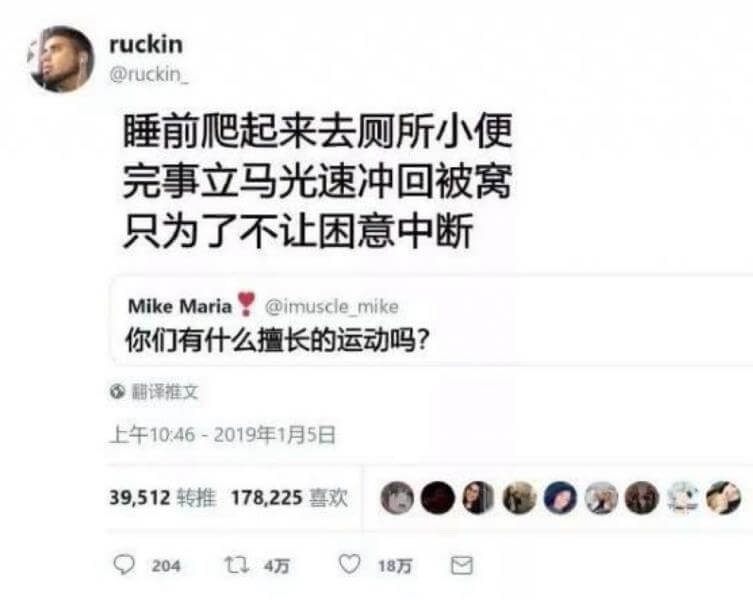 ruckin
@ruckin_
睡前爬起来去厕所小便
完事立马光速冲回被窝
只为了不让困意中断
Mike Maria❣ @imuscle_mike
你们有什么擅长的运动吗?
翻译推文
上午10:46 - 2019年1月5日
39,512 转推 178,225 喜欢
204 4万 18万